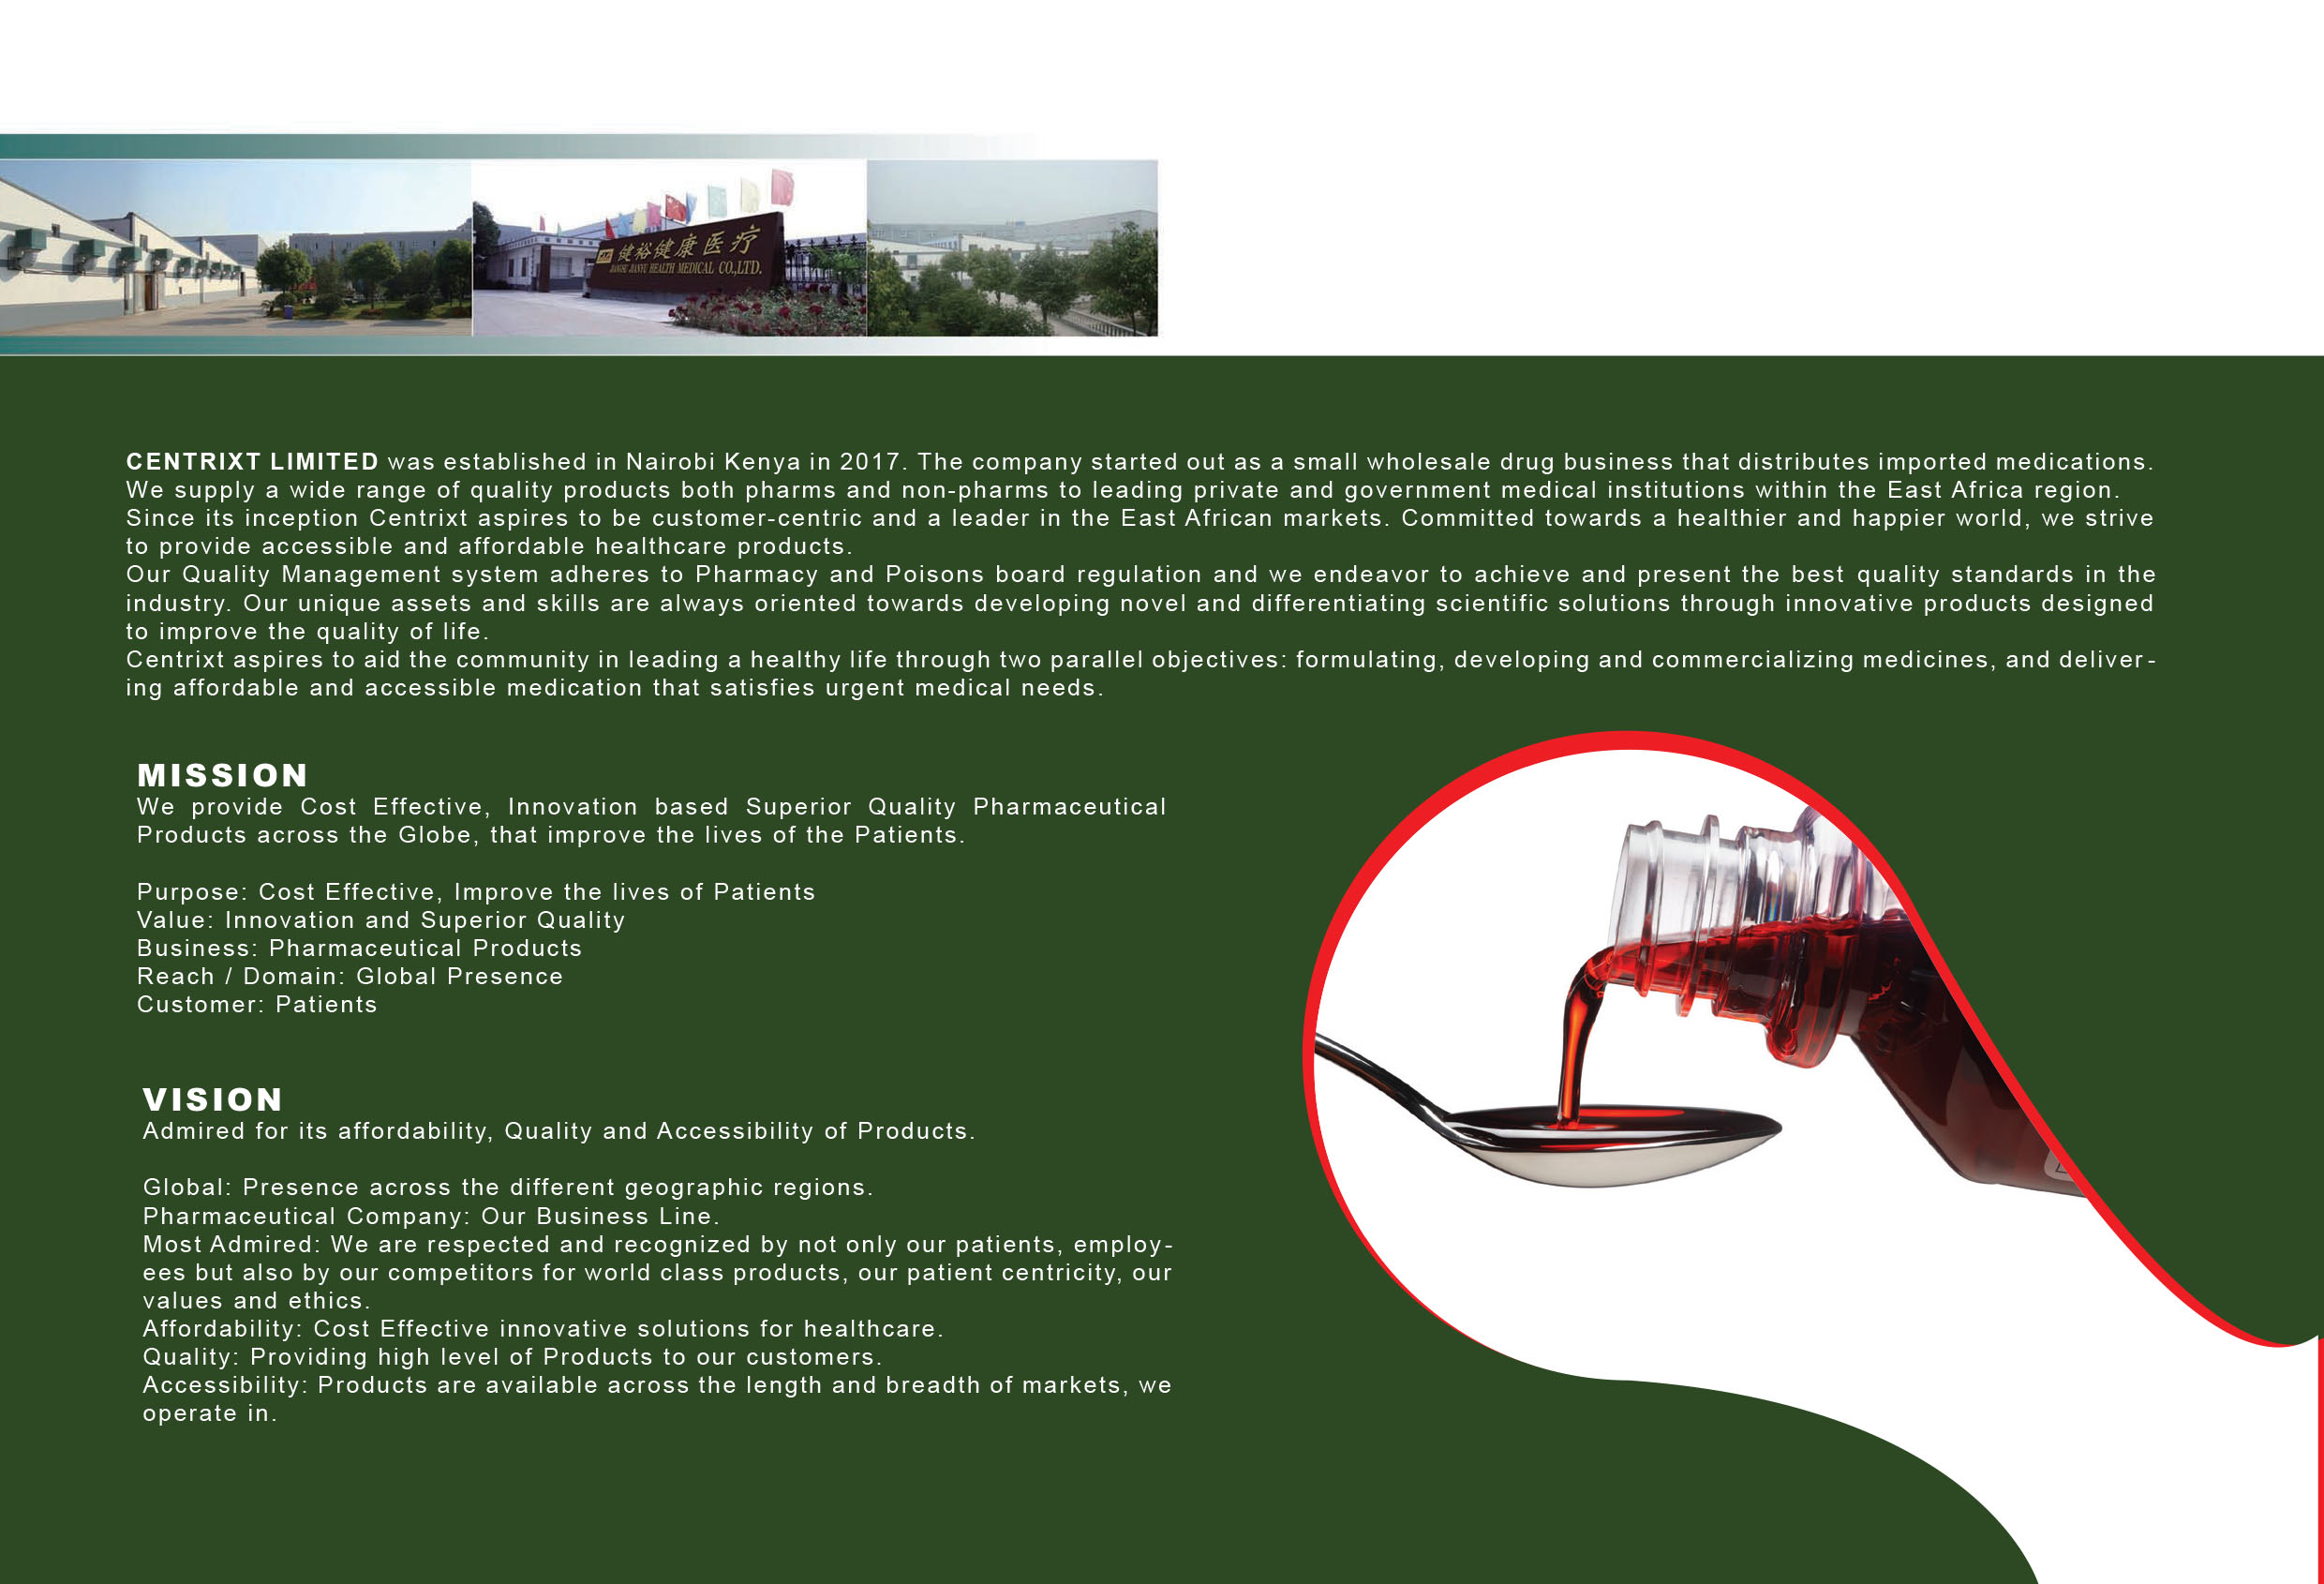 健裕健康医疗
JIANGSU JIANYU HEALTH MEDICAL CO.,LTD.
CENTRIXT LIMITED was established in Nairobi Kenya in 2017. The company started out as a small wholesale drug business that distributes imported medications.
We supply a wide range of quality products both pharms and non-pharms to leading private and government medical institutions within the East Africa region.
Since its inception Centrixt aspires to be customer-centric and a leader in the East African markets. Committed towards a healthier and happier world, we strive
to provide accessible and affordable healthcare products.
Our Quality Management system adheres to Pharmacy and Poisons board regulation and we endeavor to achieve and present the best quality standards in the
industry. Our unique assets and skills are always oriented towards developing novel and differentiating scientific solutions through innovative products designed
to improve the quality of life.
Centrixt aspires to aid the community in leading a healthy life through two parallel objectives: formulating, developing and commercializing medicines, and deliver-
ing affordable and accessible medication that satisfies urgent medical needs.
MISSION
We provide Cost Effective, Innovation based Superior Quality Pharmaceutical
Products across the Globe, that improve the lives of the Patients.
Purpose: Cost Effective, Improve the lives of Patients
Value: Innovation and Superior Quality
Business: Pharmaceutical Products
Reach / Domain: Global Presence
Customer: Patients
VISION
Admired for its affordability, Quality and Accessibility of Products.
Global: Presence across the different geographic regions.
Pharmaceutical Company: Our Business Line.
Most Admired: We are respected and recognized by not only our patients, employ-
ees but also by our competitors for world class products, our patient centricity, our
values and ethics.
Affordability: Cost Effective innovative solutions for healthcare.
Quality: Providing high level of Products to our customers.
Accessibility: Products are available across the length and breadth of markets, we
operate in.